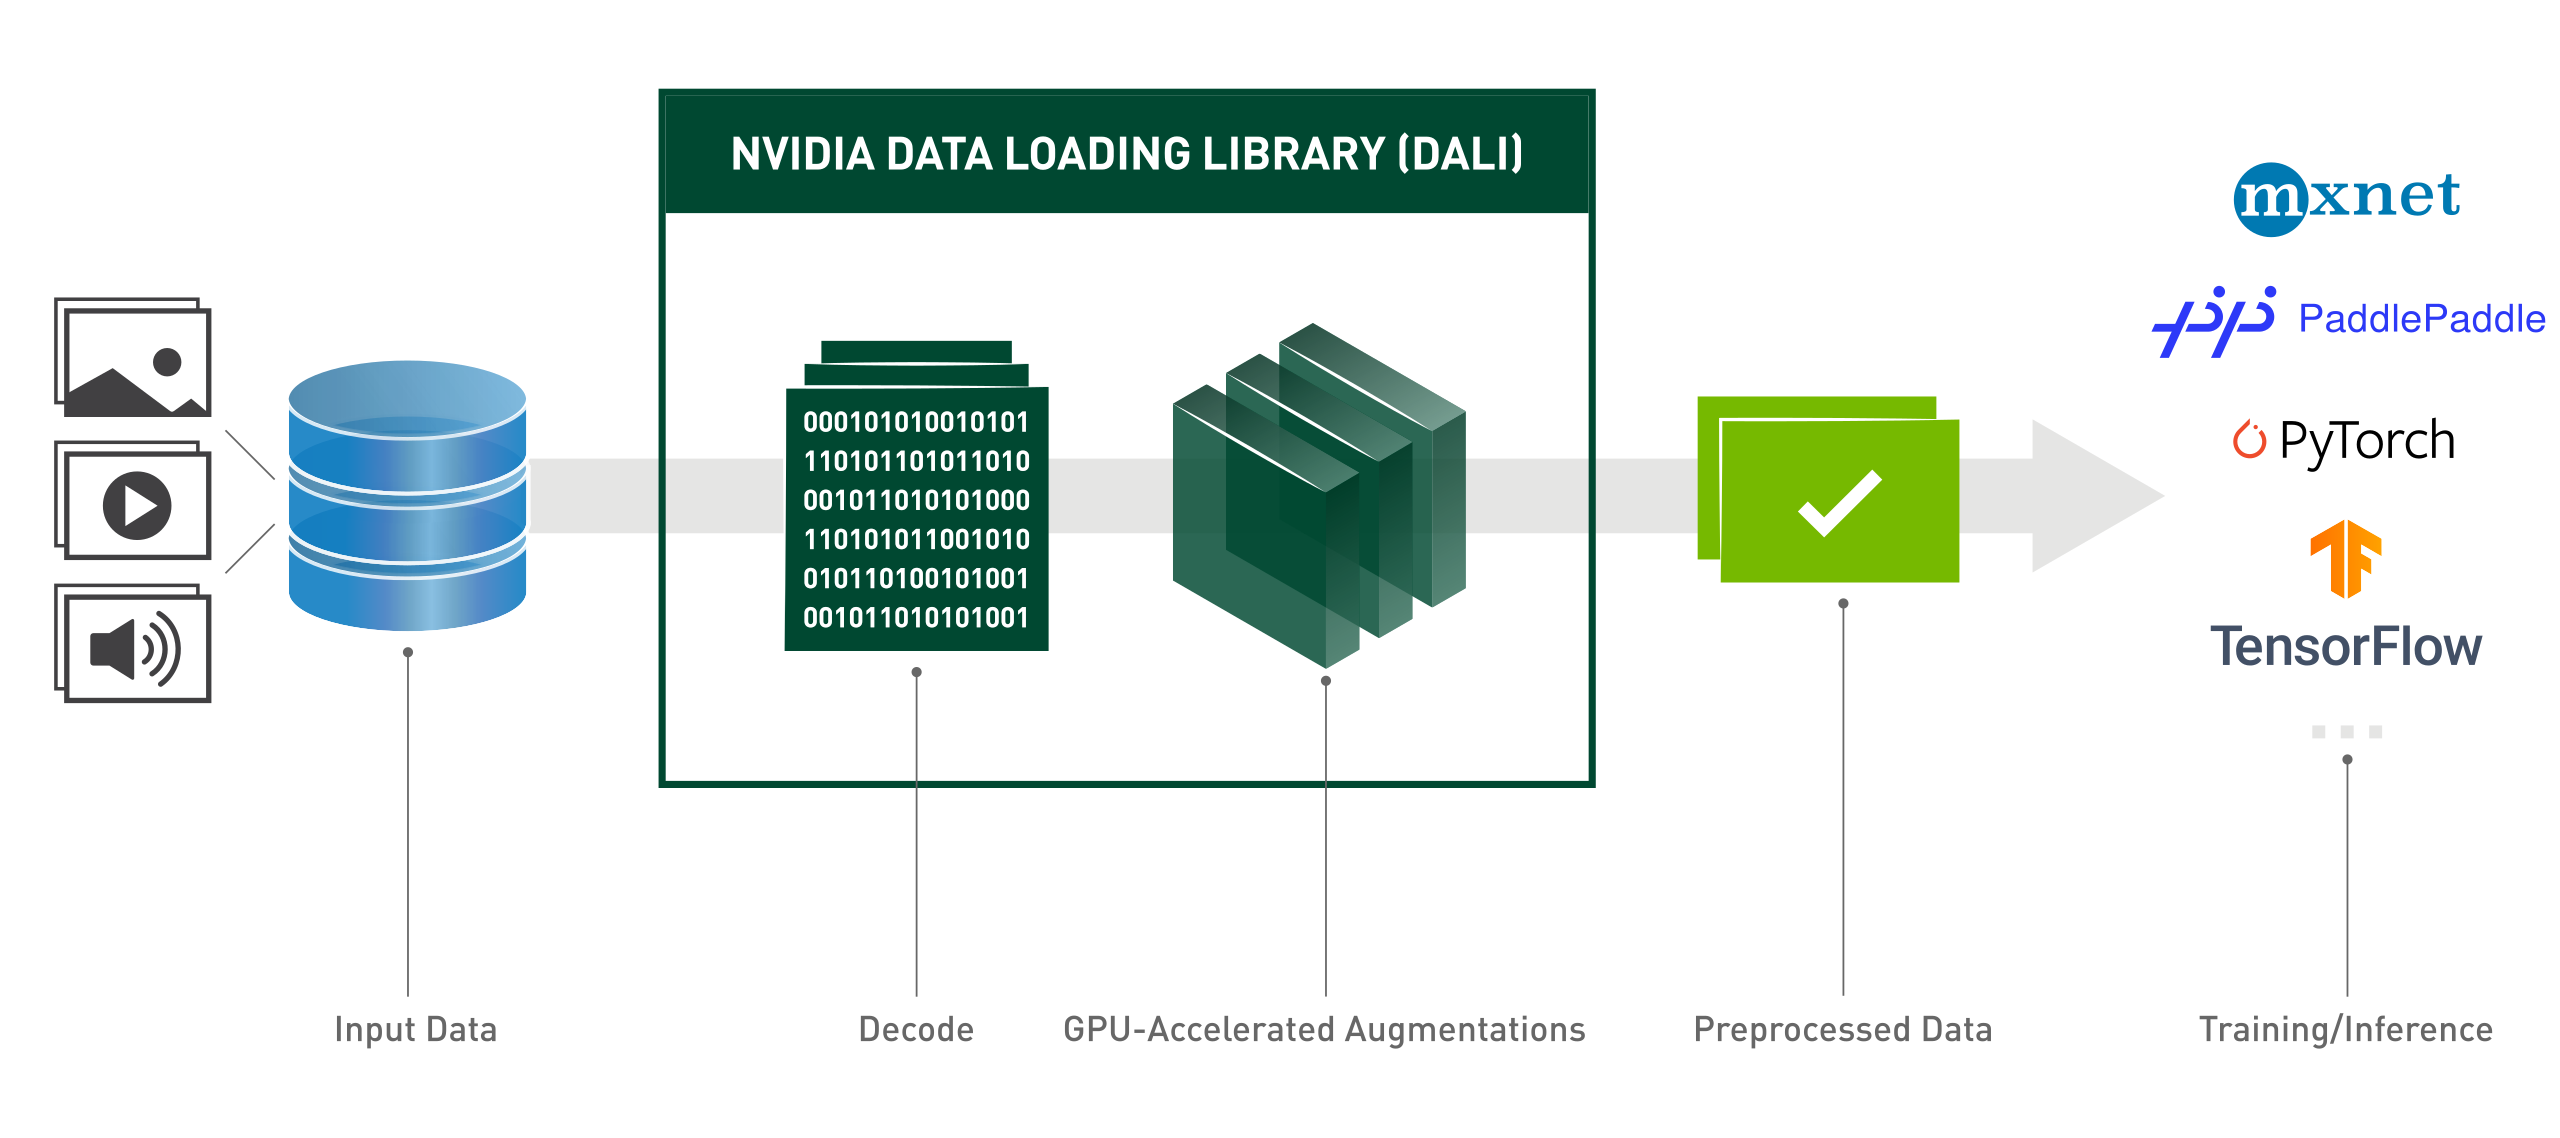 NVIDIA DATA LOADING LIBRARY (DALI)
000101010010101
110101101011010
001011010101000
110101011001010
010110100101001
001011010101001
mxnet
PaddlePaddle
PyTorch
TensorFlow
Input Data
Decode
GPU-Accelerated Augmentations
Preprocessed Data
Training/Inference